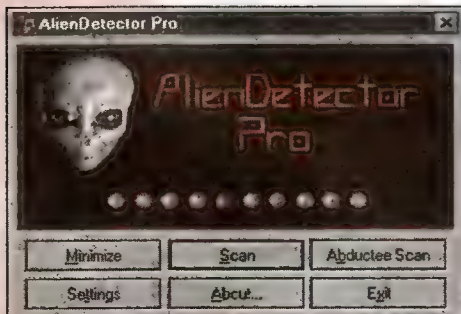 AlienDetector Pro
AlienDetector
Pro
Minimize Scan Abductee Scan
Settings About... Exit